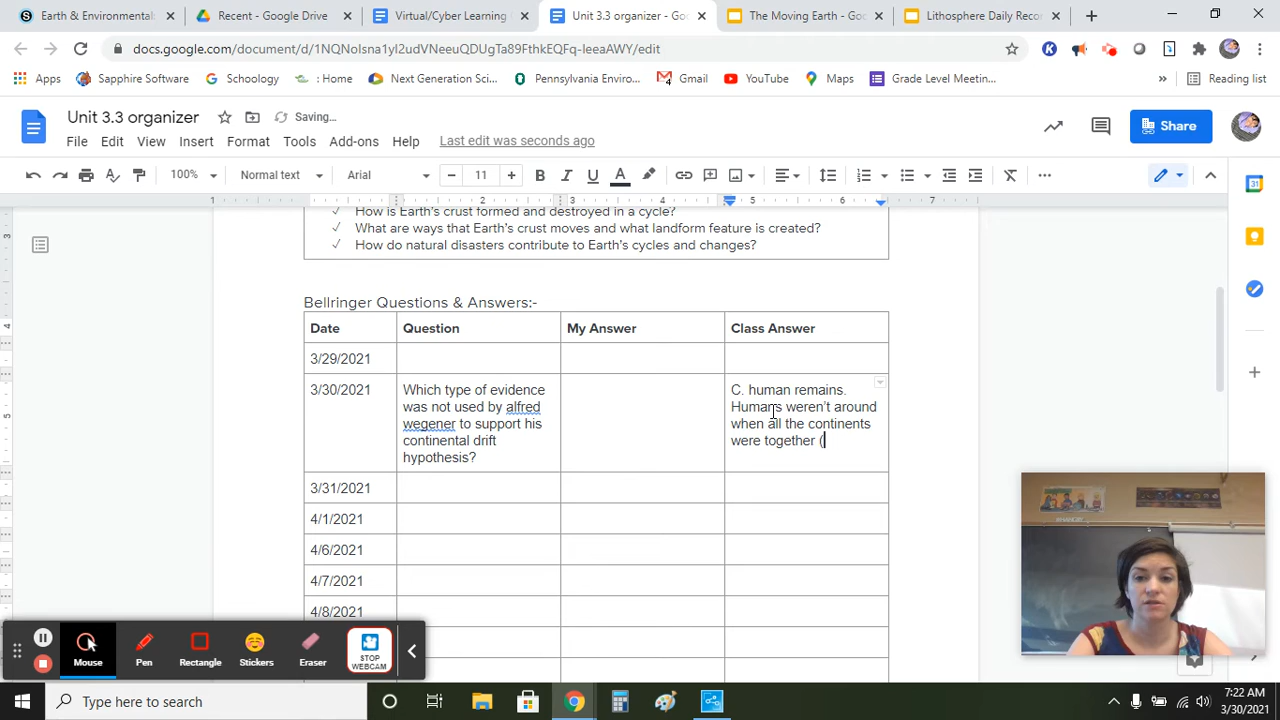 Earth & Environmental
Recent - Google Drive
Virtual/Cyber Learning
Unit 3.3 organizer - Goo
The Moving Earth - Goo
Lithosphere Daily Recor
docs.google.com/document/d/1NQNoIsna1yI2udVNeeuQDUgTa89FthkEQFq-IeeaAWY/edit
Apps
Sapphire Software
Schoology
: Home
Next Generation Sci...
Pennsylvania Enviro...
Gmail
YouTube
Maps
Grade Level Meetin...
Reading list
Unit 3.3 organizer
Saving...
File Edit View Insert Format Tools Add-ons Help
Last edit was seconds ago
Share
100%
Normal text
Arial
11
✓ How is Earth's crust formed and destroyed in a cycle?
✓ What are ways that Earth's crust moves and what landform feature is created?
✓ How do natural disasters contribute to Earth's cycles and changes?
Bellringer Questions & Answers:-
Date Question My Answer Class Answer
3/29/2021
3/30/2021
Which type of evidence
was not used by alfred
wegener to support his
continental drift
hypothesis?
C. human remains.
Humans weren't around
when all the continents
were together (
3/31/2021
4/1/2021
4/6/2021
4/7/2021
4/8/2021
Mouse
Pen
Rectangle
Stickers
Eraser
STOP
WEBCAM
Type here to search
7:22 AM
3/30/2021